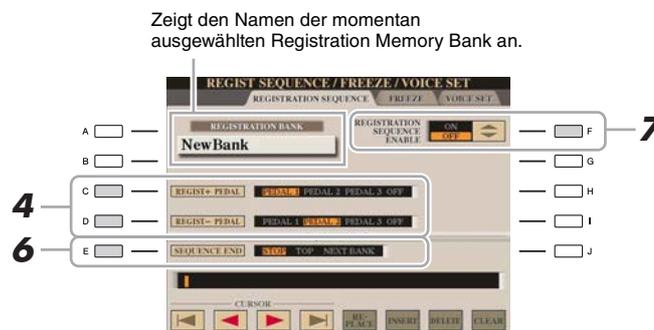 Zeigt den Namen der momentan
ausgewählten Registration Memory Bank an.
REGIST SEQUENCE / FREEZE / VOICE SET
REGISTRATION SEQUENCE FREEZE VOICE SET
A
REGISTRATION BANK
NewBank
REGISTRATION
SEQUENCE
ENABLE
ON
OFF
F
7
B
G
4
C
REGIST+ PEDAL
PEDAL 1 PEDAL 2 PEDAL 3 OFF
H
D
REGIST− PEDAL
PEDAL 1 PEDAL 2 PEDAL 3 OFF
I
6
E
SEQUENCE END
STOP TOP NEXT BANK
J
CURSOR
RE-
PLACE
INSERT
DELETE
CLEAR